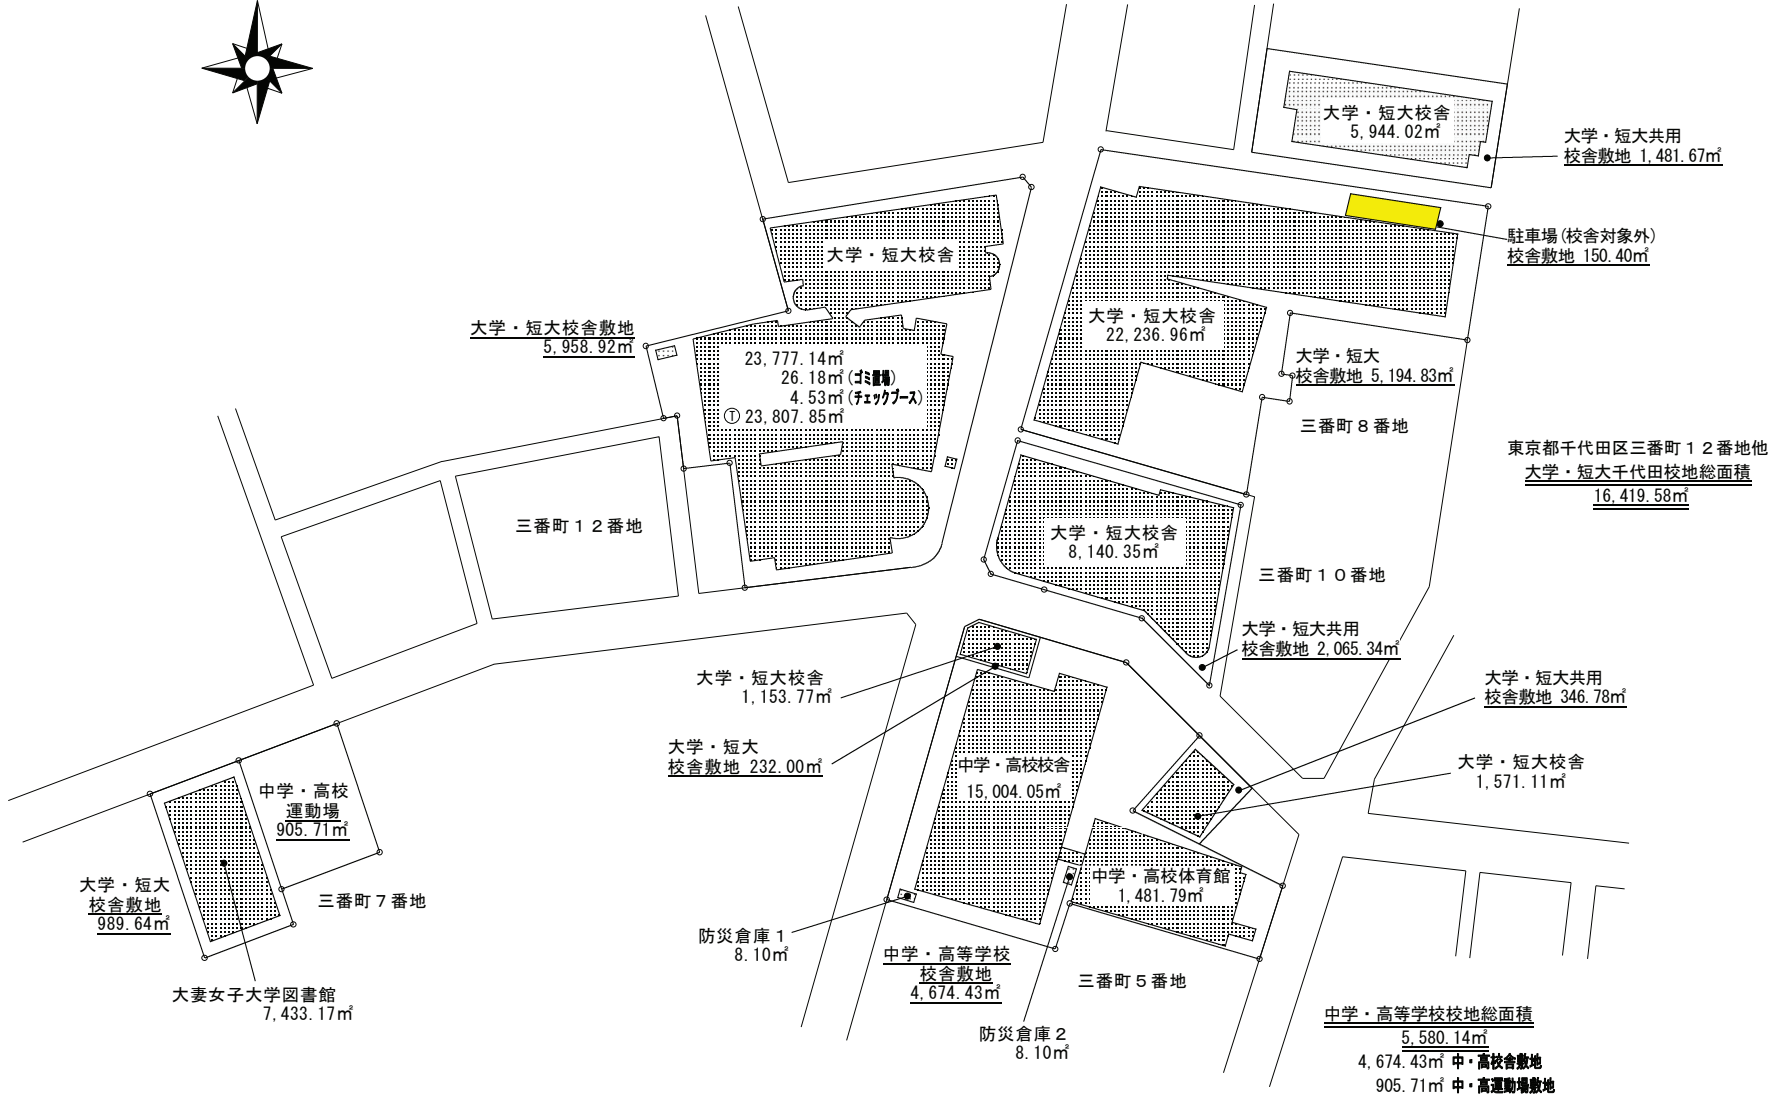 大学・短大校舎
5,944.02㎡
大学・短大共用
校舎敷地 1,481.67㎡
駐車場(校舎対象外)
校舎敷地 150.40㎡
大学・短大校舎
大学・短大校舎敷地
5,958.92㎡
23,777.14㎡
26.18㎡(ゴミ置場)
4.53㎡(チェックブース)
Ⓣ 23,807.85㎡
大学・短大校舎
22,236.96㎡
大学・短大
校舎敷地 5,194.83㎡
三番町８番地
東京都千代田区三番町１２番地他
大学・短大千代田校地総面積
16,419.58㎡
三番町１２番地
大学・短大校舎
8,140.35㎡
三番町１０番地
大学・短大共用
校舎敷地 2,065.34㎡
大学・短大校舎
1,153.77㎡
大学・短大共用
校舎敷地 346.78㎡
大学・短大
校舎敷地 232.00㎡
中学・高校校舎
15,004.05㎡
大学・短大校舎
1,571.11㎡
中学・高校
運動場
905.71㎡
大学・短大
校舎敷地
989.64㎡
三番町７番地
中学・高校体育館
1,481.79㎡
防災倉庫１
8.10㎡
中学・高等学校
校舎敷地
4,674.43㎡
三番町５番地
大妻女子大学図書館
7,433.17㎡
防災倉庫２
8.10㎡
中学・高等学校校地総面積
5,580.14㎡
4,674.43㎡ 中・高校舎敷地
905.71㎡ 中・高運動場敷地